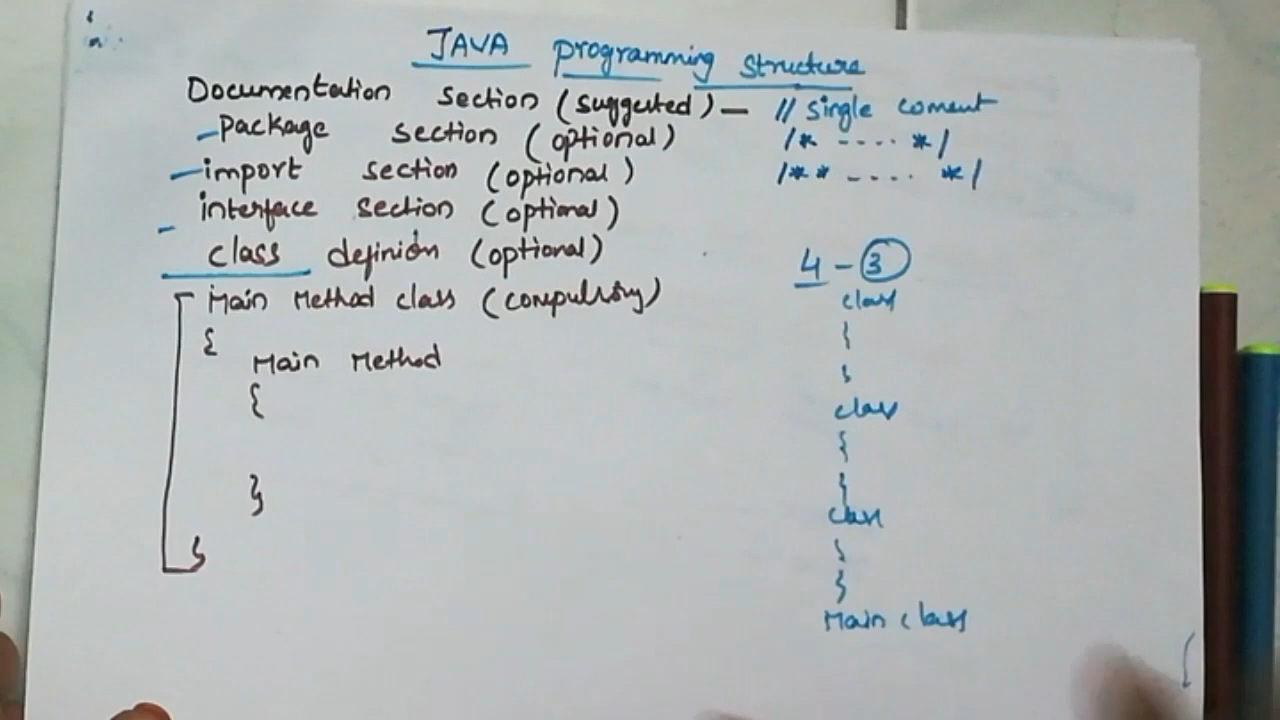 JAVA programming structure
Documentation section (suggested) — // single coment
package section (optional) /* ---- */
import section (optional) /** ---- */
interface section (optional)
class definion (optional)
4 - 3
Main Method class (compulsory)
class
{
{
Main Method
}
{
class
{
}
}
class
}
}
}
Main class